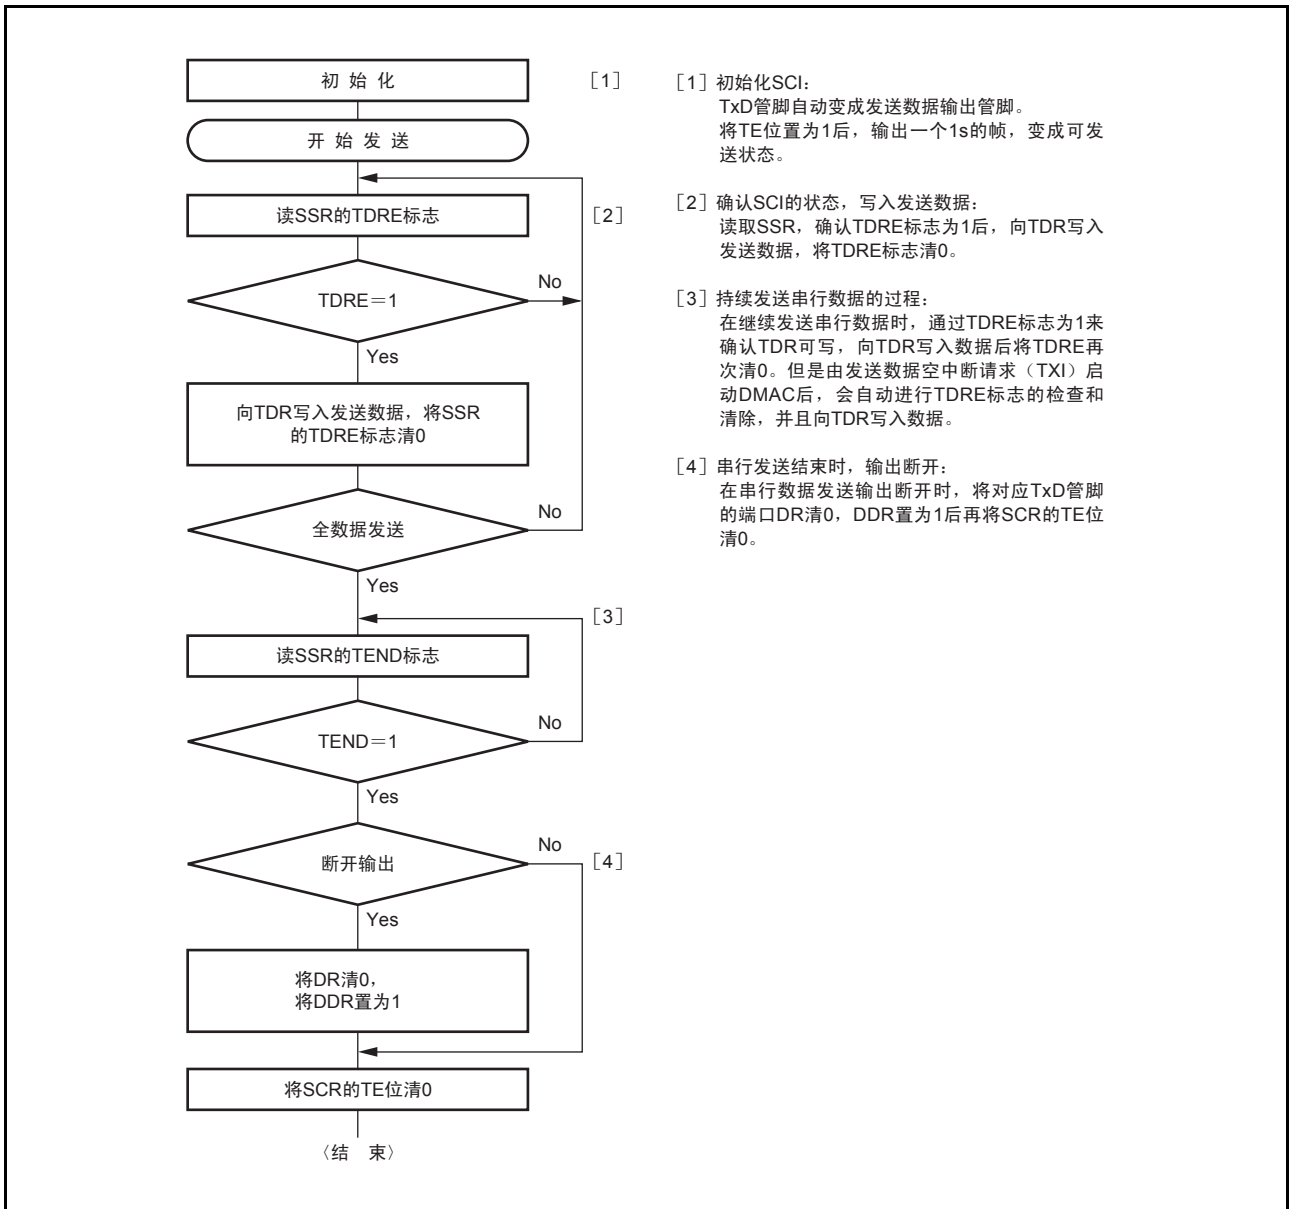 初 始 化
[1]
开 始 发 送
读SSR的TDRE标志
[2]
TDRE＝1
No
Yes
向TDR写入发送数据，将SSR
的TDRE标志清0
全数据发送
No
Yes
[3]
读SSR的TEND标志
TEND＝1
No
Yes
断开输出
No
[4]
Yes
将DR清0，
将DDR置为1
将SCR的TE位清0
〈结 束〉
[1] 初始化SCI：
TxD管脚自动变成发送数据输出管脚。
将TE位置为1后，输出一个1s的帧，变成可发
送状态。
[2] 确认SCI的状态，写入发送数据：
读取SSR，确认TDRE标志为1后，向TDR写入
发送数据，将TDRE标志清0。
[3] 持续发送串行数据的过程：
在继续发送串行数据时，通过TDRE标志为1来
确认TDR可写，向TDR写入数据后将TDRE再
次清0。但是由发送数据空中断请求（TXI）启
动DMAC后，会自动进行TDRE标志的检查和
清除，并且向TDR写入数据。
[4] 串行发送结束时，输出断开：
在串行数据发送输出断开时，将对应TxD管脚
的端口DR清0，DDR置为1后再将SCR的TE位
清0。